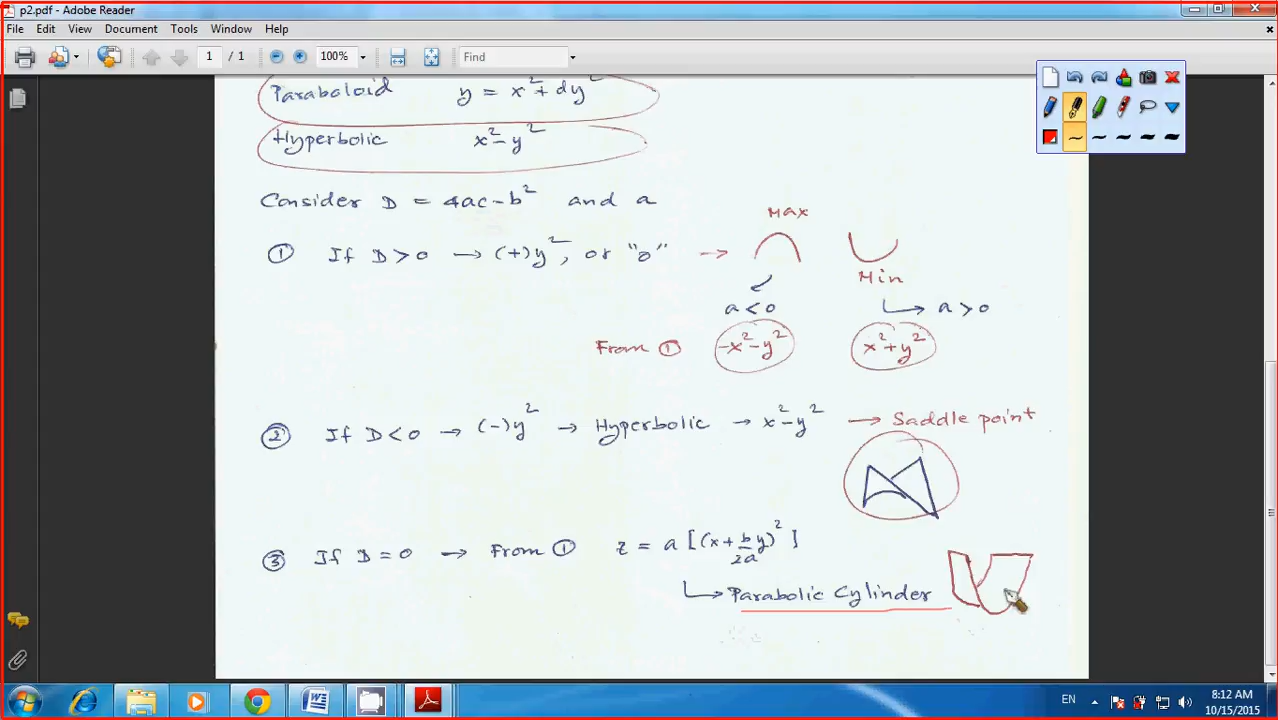 p2.pdf - Adobe Reader
File Edit View Document Tools Window Help
1 / 1 100% Find
Paraboloid y = x² + dy²
Hyperbolic x² - y²
Consider D = 4ac - b² and a
Max
① If D > 0 → (+)y², or "0" →
Min
a < 0 a > 0
From ① -x² - y² x² + y²
② If D < 0 → (-)y² → Hyperbolic → x² - y² → Saddle point
③ If D = 0 → From ① z = a [(x + b/2a y)²]
Parabolic Cylinder
EN 8:12 AM
10/15/2015